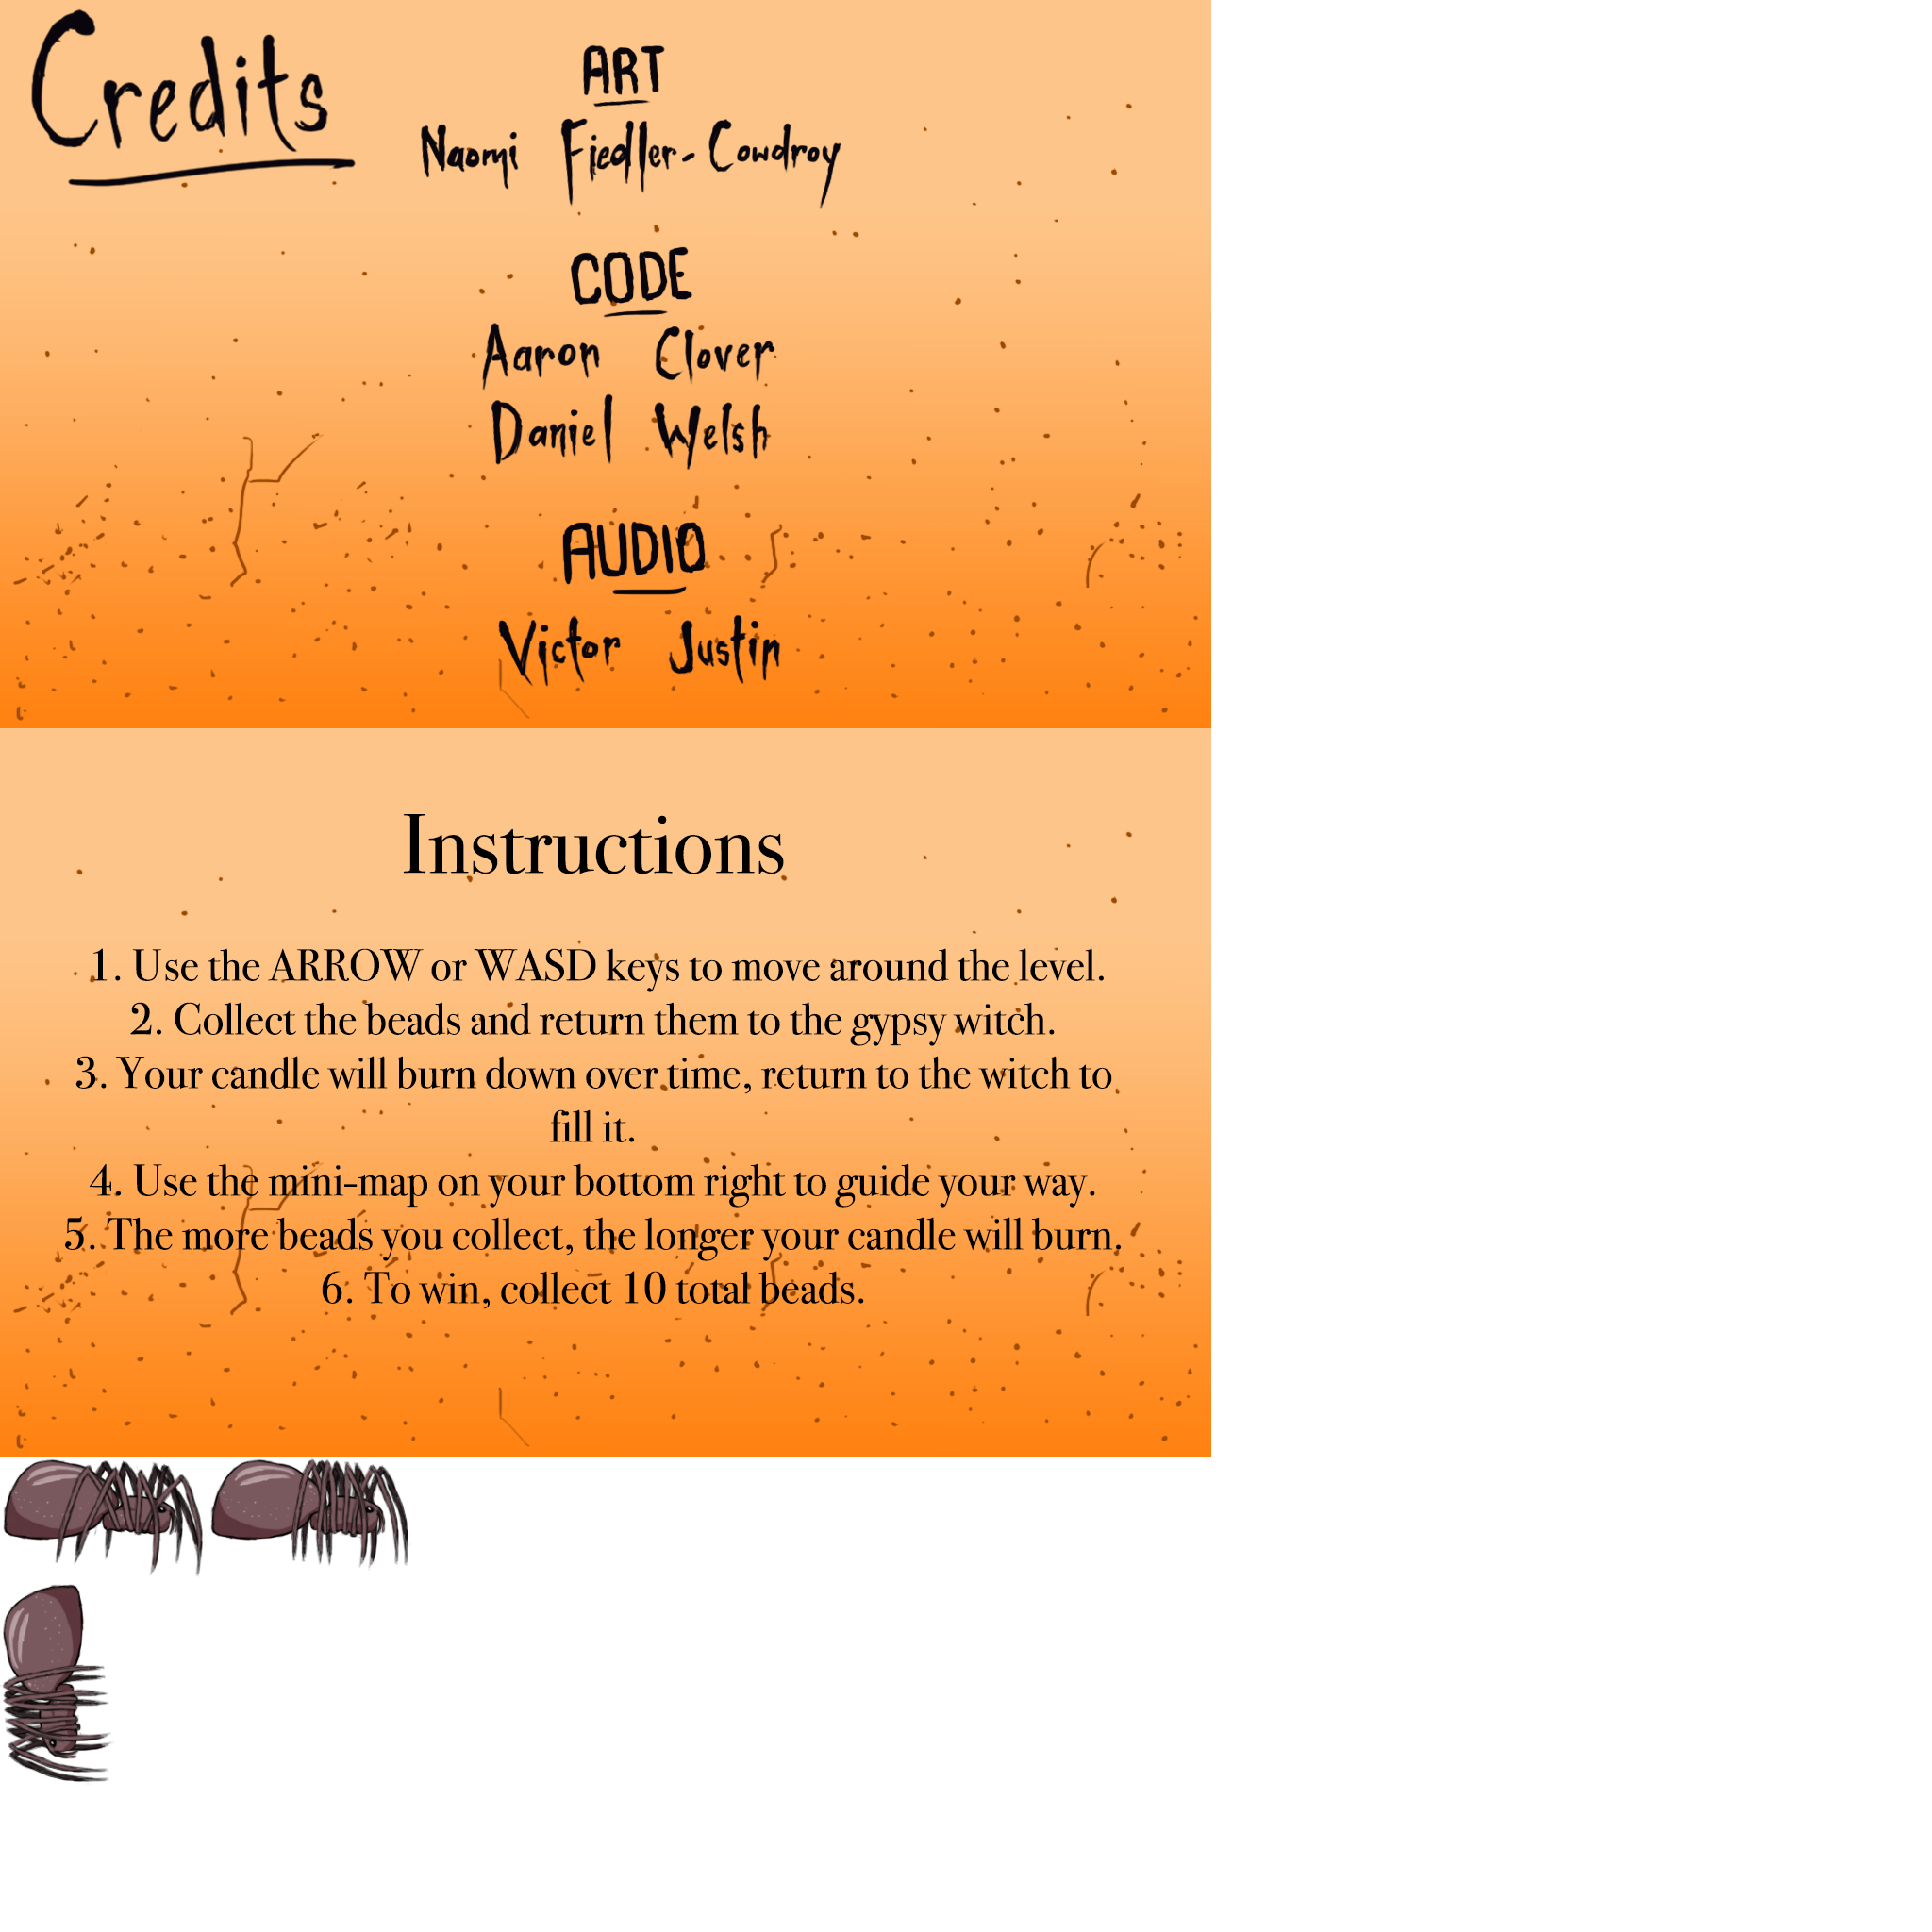 Credits
ART
Naomi Fiedler-Cowdroy
CODE
Aaron Clover
Daniel Welsh
AUDIO
Victor Justin
Instructions
1. Use the ARROW or WASD keys to move around the level.
2. Collect the beads and return them to the gypsy witch.
3. Your candle will burn down over time, return to the witch to
fill it.
4. Use the mini-map on your bottom right to guide your way.
5. The more beads you collect, the longer your candle will burn.
6. To win, collect 10 total beads.